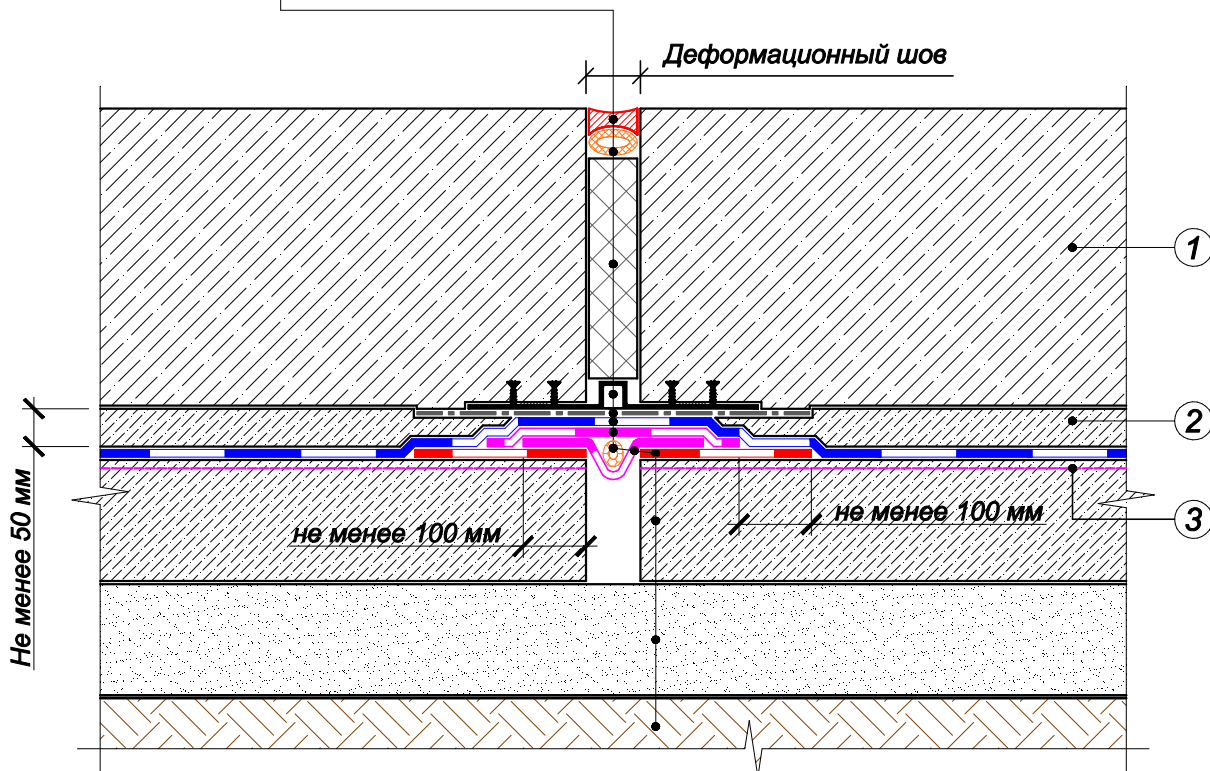 Деформационный шов
1
2
Не менее 50 мм
3
не менее 100 мм
не менее 100 мм